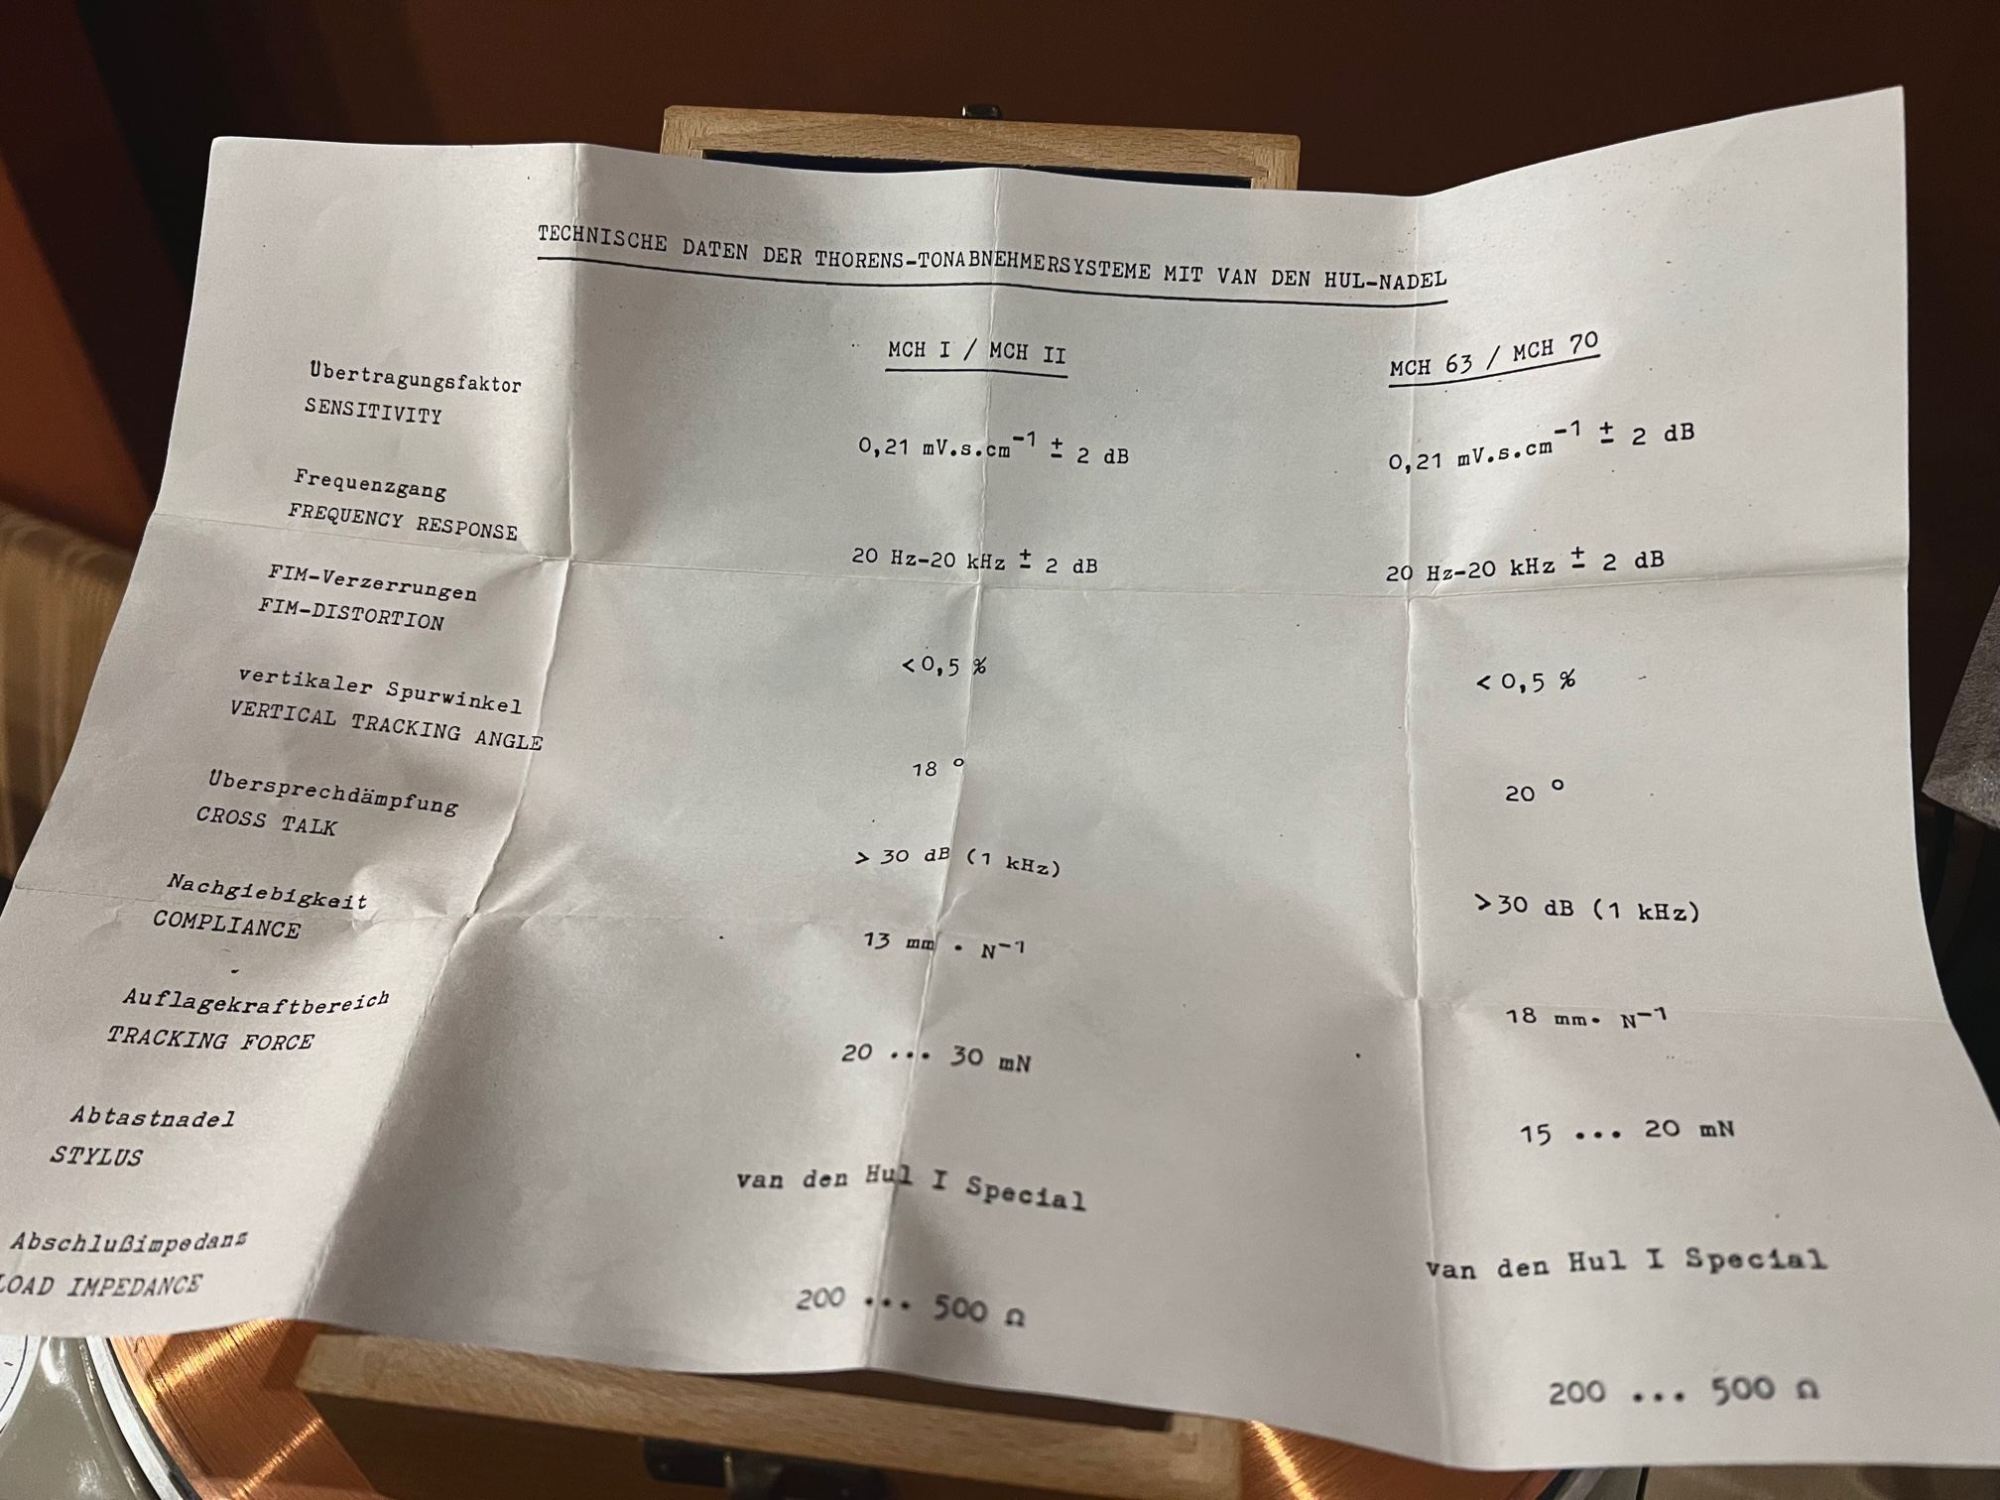 TECHNISCHE DATEN DER THORENS-TONABNEHMERSYSTEME MIT VAN DEN HUL-NADEL
MCH I / MCH II MCH 63 / MCH 70
Übertragungsfaktor
SENSITIVITY 0,21 mV.s.cm⁻¹ ± 2 dB 0,21 mV.s.cm⁻¹ ± 2 dB
Frequenzgang
FREQUENCY RESPONSE 20 Hz-20 kHz ± 2 dB 20 Hz-20 kHz ± 2 dB
FIM-Verzerrungen
FIM-DISTORTION <0,5 % <0,5 %
vertikaler Spurwinkel
VERTICAL TRACKING ANGLE 18 ° 20 °
Übersprechdämpfung
CROSS TALK > 30 dB (1 kHz) >30 dB (1 kHz)
Nachgiebigkeit
COMPLIANCE 13 mm · N⁻¹ 18 mm· N⁻¹
Auflagekraftbereich
TRACKING FORCE 20 ... 30 mN 15 ... 20 mN
Abtastnadel
STYLUS van den Hul I Special van den Hul I Special
Abschlußimpedanz
LOAD IMPEDANCE 200 ... 500 Ω 200 ... 500 Ω